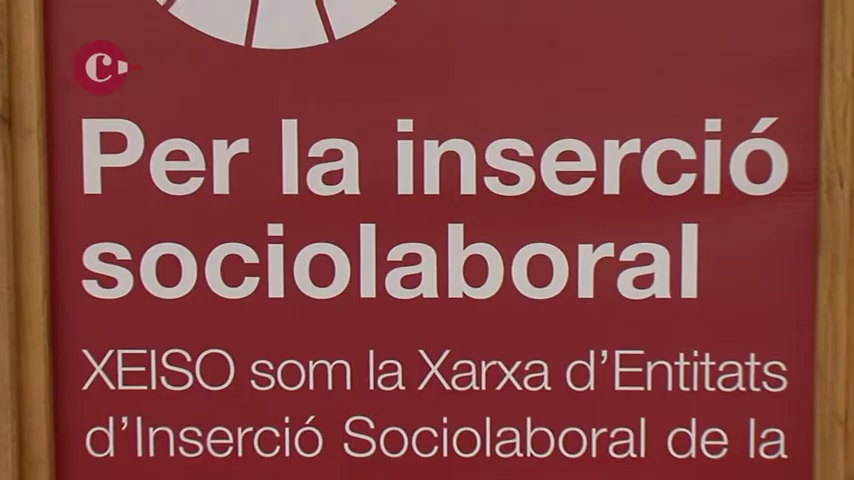 c
Per la inserció
sociolaboral
XEISO som la Xarxa d’Entitats
d’Inserció Sociolaboral de la